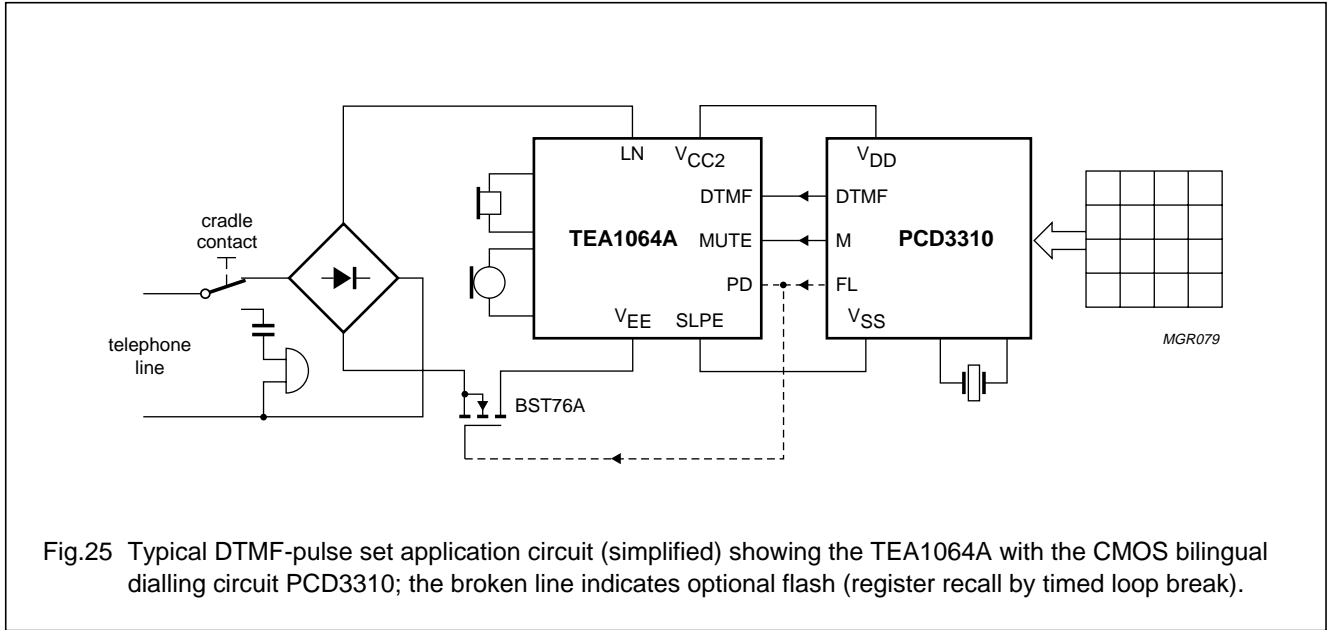 LN
VCC2
VDD
DTMF
DTMF
cradle
contact
TEA1064A
MUTE
M
PCD3310
PD
FL
VEE
SLPE
VSS
MGR079
telephone
line
BST76A
Fig.25 Typical DTMF-pulse set application circuit (simplified) showing the TEA1064A with the CMOS bilingual
dialling circuit PCD3310; the broken line indicates optional flash (register recall by timed loop break).